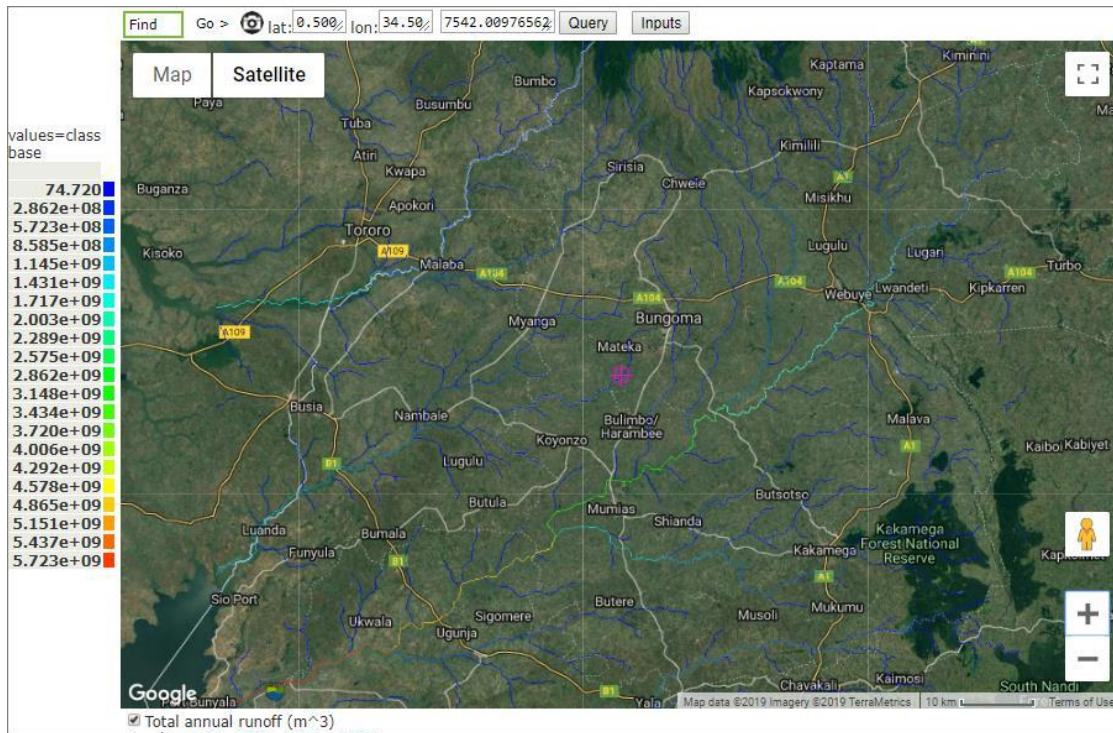 Find Go > lat: 0.500 lon: 34.50 7542.00976562 Query Inputs
Map Satellite
values=class
base
74.720
2.862e+08
5.723e+08
8.585e+08
1.145e+09
1.431e+09
1.717e+09
2.003e+09
2.289e+09
2.575e+09
2.862e+09
3.148e+09
3.434e+09
3.720e+09
4.006e+09
4.292e+09
4.578e+09
4.865e+09
5.151e+09
5.437e+09
5.723e+09
Kiminini
Kaptama
Bumbo
Kapsokwony
Paya
Busumbu
Tuba
Kimilili
Atiri
Sirisia
Kwapa
Chwele
A1
Buganza
Misikhu
Apokori
Tororo
Lugulu
Lugari
Kisoko
A109
Malaba
Turbo
A104
A104
A104
Webuye
Lwandeti
Kipkarren
A109
Myanga
Bungoma
Mateka
Busia
Nambale
Bulimbo/
Harambee
Malava
Koyonzo
A1
Kaiboi
Kabiyet
B1
Lugulu
Butula
Butsotso
Mumias
Shianda
Luanda
Bumala
Kakamega
Forest National
Reserve
Funyula
Kakamega
B1
A1
Sio Port
Butere
Mukumu
Ukwala
Sigomere
Musoli
Ugunja
Google
Port Bunyala
B1
Yala
Chavakali
Kaimosi
South Nandi
Map data ©2019 Imagery ©2019 TerraMetrics 10 km Terms of Use
Total annual runoff (m^3)